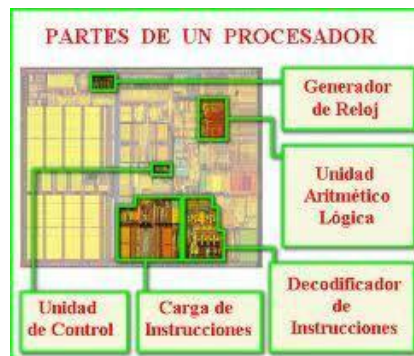 PARTES DE UN PROCESADOR
Generador
de Reloj
Unidad
Aritmético
Lógica
Decodificador
de
Instrucciones
Carga de
Instrucciones
Unidad
de Control